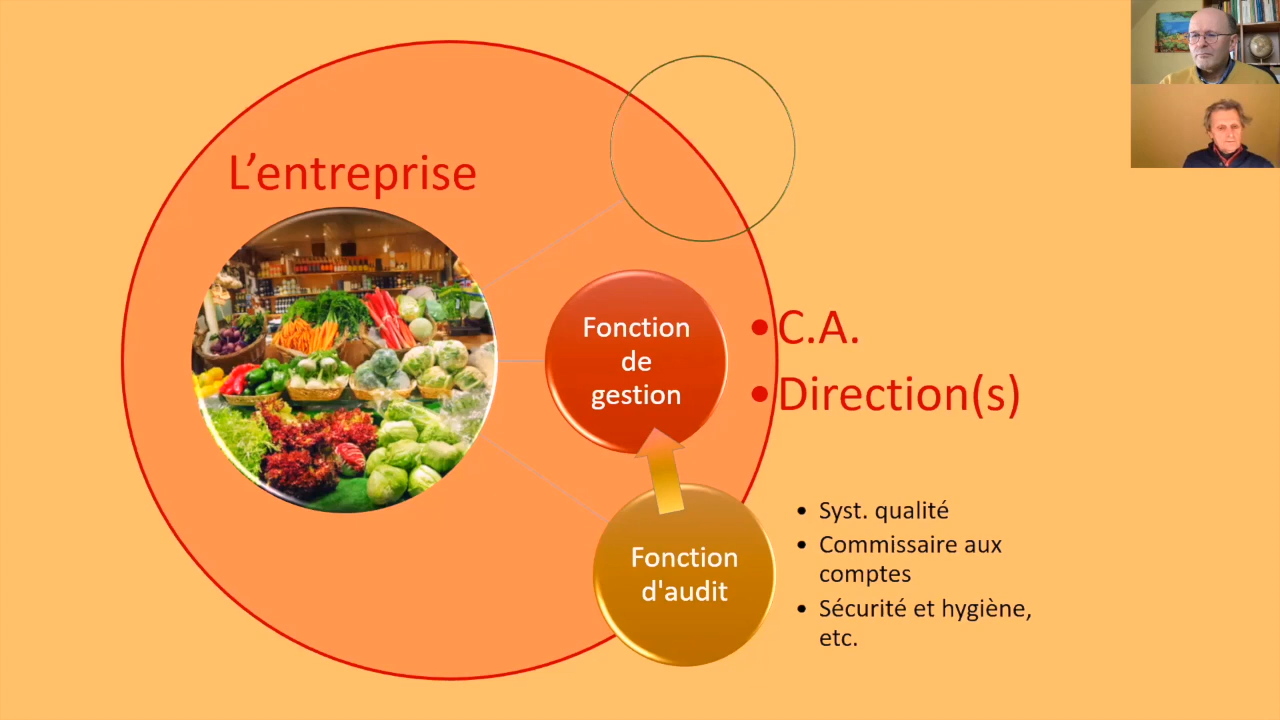 L’entreprise
Fonction
de
gestion
•C.A.
•Direction(s)
Fonction
d'audit
• Syst. qualité
• Commissaire aux
comptes
• Sécurité et hygiène,
etc.